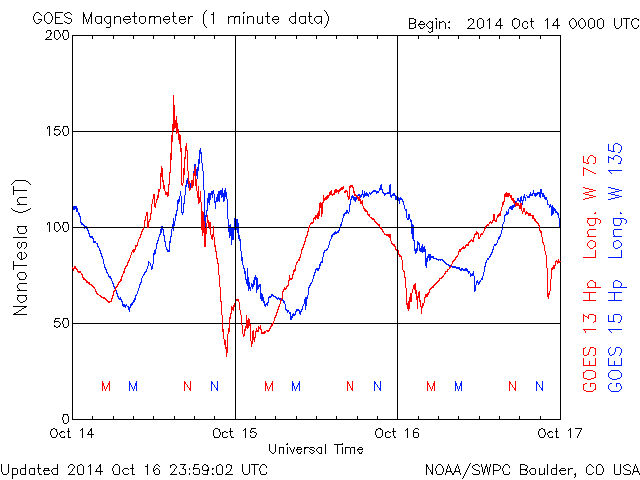 GOES Magnetometer (1 minute data)
Begin: 2014 Oct 14 0000 UTC
200
150
100
50
0
NanoTesla (nT)
M M N N M M N N M M N N
Oct 14 Oct 15 Oct 16 Oct 17
Universal Time
GOES 13 Hp Long. W 75
GOES 15 Hp Long. W 135
Updated 2014 Oct 16 23:59:02 UTC
NOAA/SWPC Boulder, CO USA